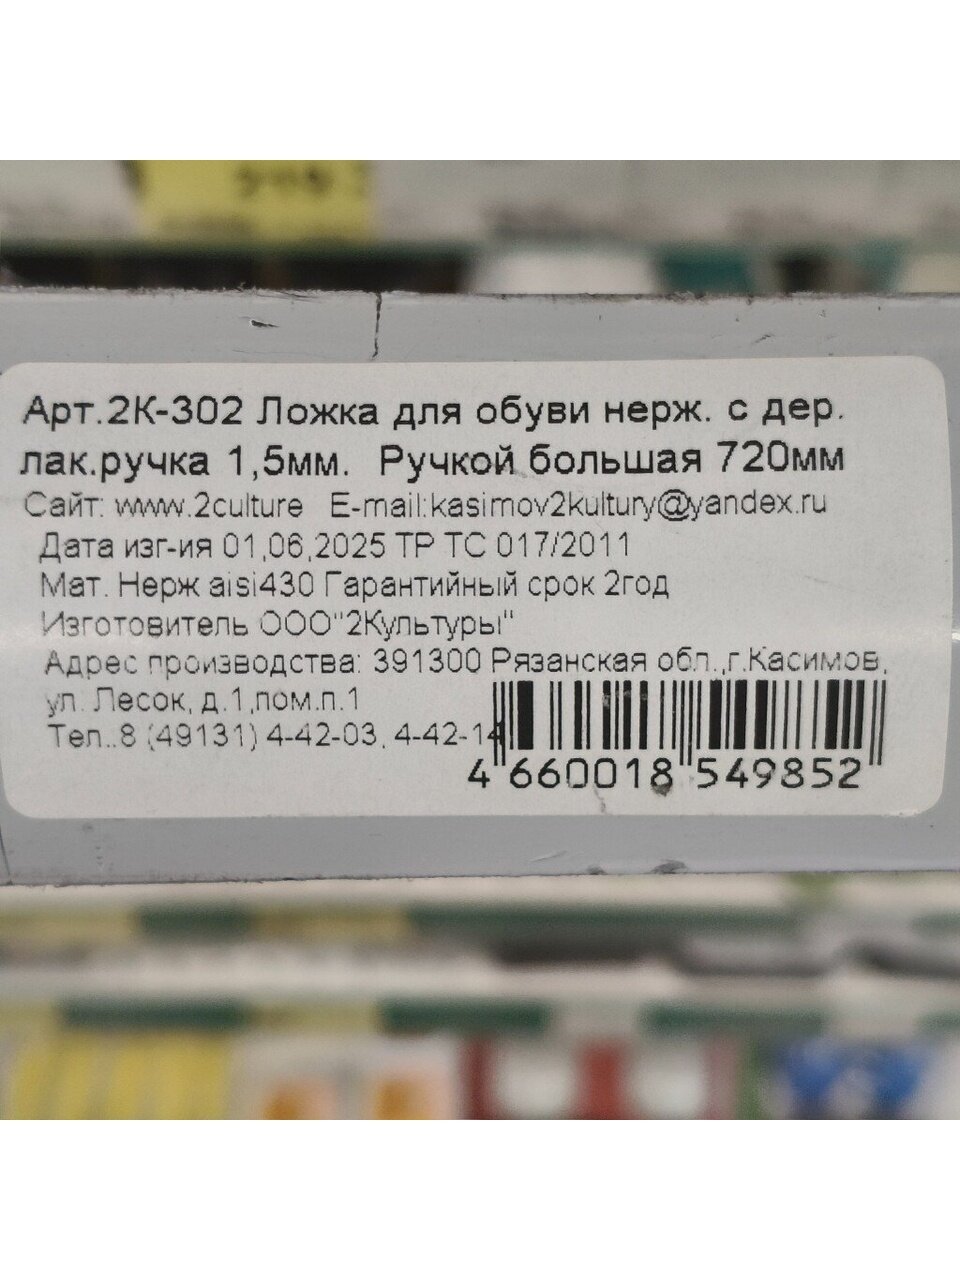 Арт.2К-302 Ложка для обуви нерж. с дер.
лак.ручка 1,5мм. Ручкой большая 720мм
Сайт: www.2culture E-mail:kasimov2kultury@yandex.ru
Дата изг-ия 01,06,2025 ТР ТС 017/2011
Мат. Нерж aisi430 Гарантийный срок 2год
Изготовитель ООО"2Культуры"
Адрес производства: 391300 Рязанская обл.,г.Касимов,
ул. Лесок, д.1,пом.п.1
Тел..8 (49131) 4-42-03, 4-42-14
4 660018 549852